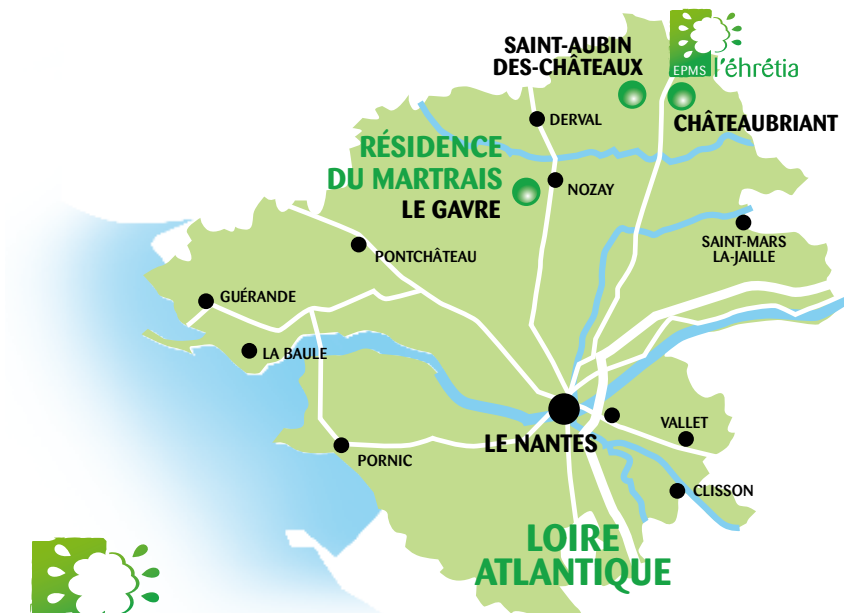 SAINT-AUBIN
DES-CHÂTEAUX
EPMS l'éhrétia
CHÂTEAUBRIANT
DERVAL
RÉSIDENCE
DU MARTRAIS
LE GAVRE
NOZAY
SAINT-MARS
LA-JAILLE
PONTCHÂTEAU
GUÉRANDE
LA BAULE
LE NANTES
VALLET
PORNIC
CLISSON
LOIRE
ATLANTIQUE